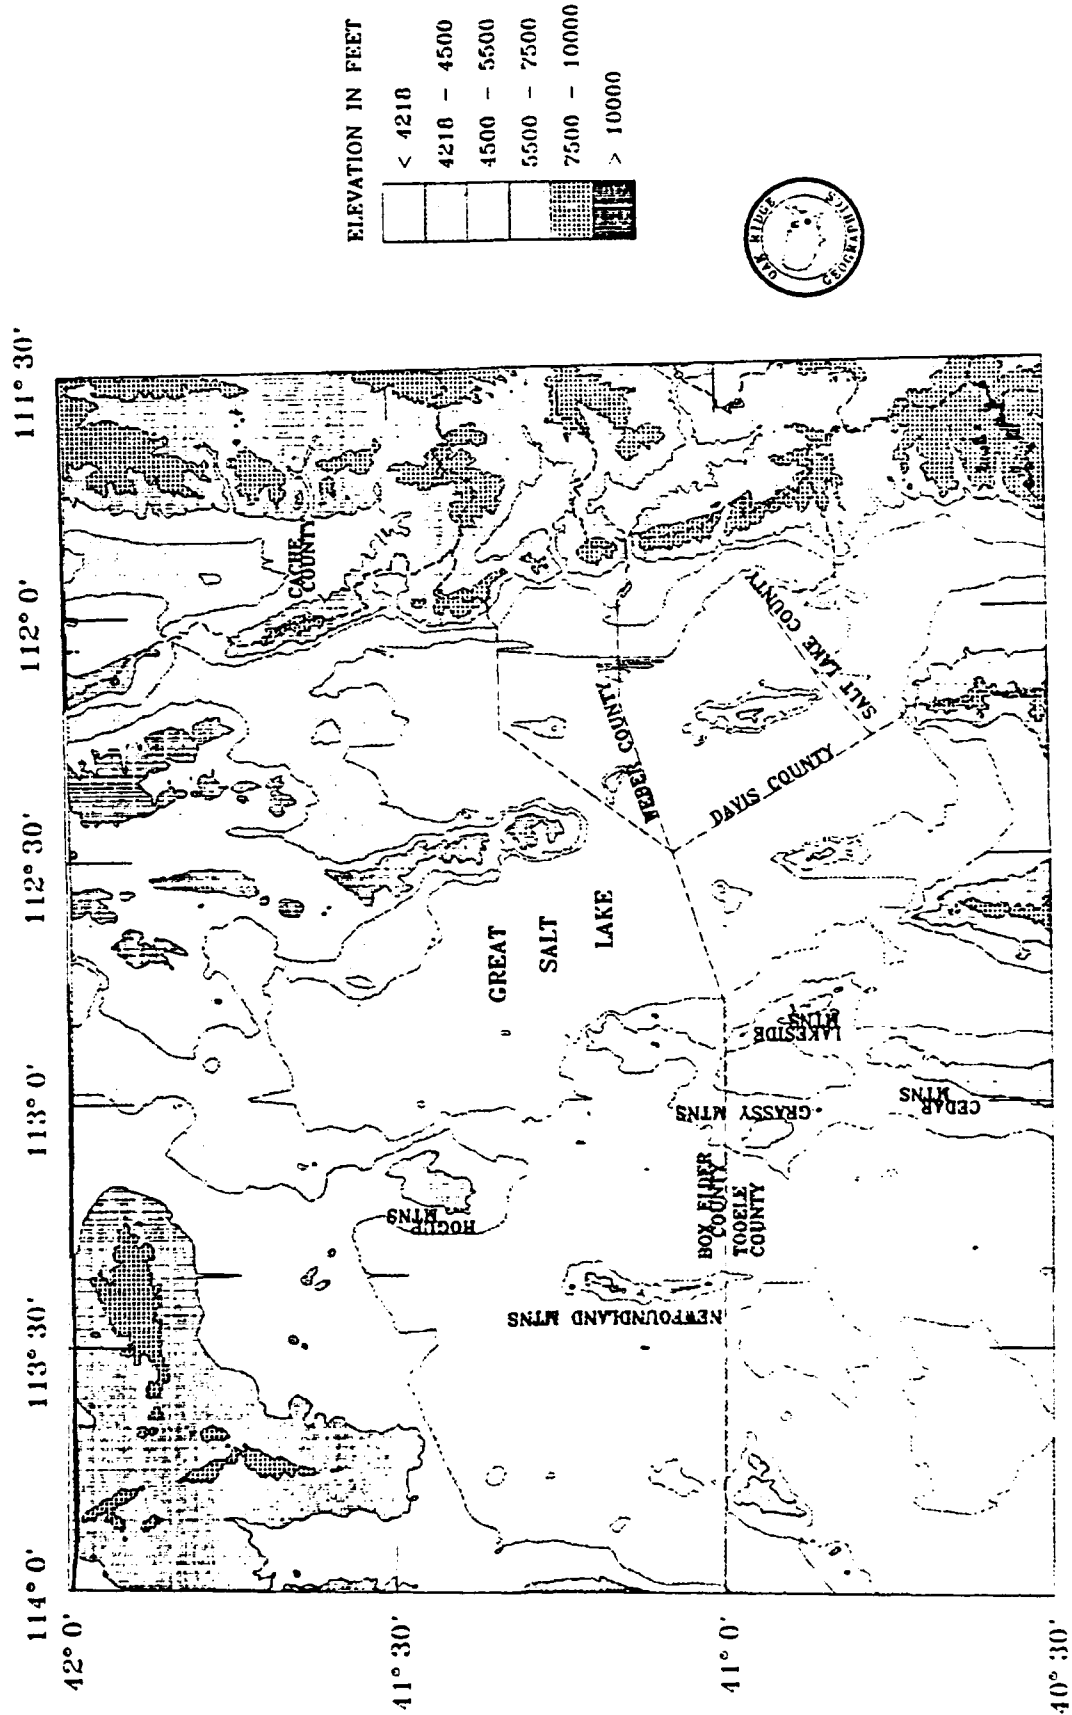 ELEVATION IN FEET
< 4218
4218 - 4500
4500 - 5500
5500 - 7500
7500 - 10000
> 10000
OAK RIDGE
GEOGRAPHICS
114° 0'
113° 30'
113° 0'
112° 30'
112° 0'
111° 30'
42° 0'
41° 30'
41° 0'
40° 30'
CACHE
COUNTY
GREAT
SALT
LAKE
WEBER COUNTY
DAVIS COUNTY
SALT LAKE COUNTY
HOGUP
MTNS
NEWFOUNDLAND MTNS
BOX ELDER
COUNTY
TOOELE
COUNTY
GRASSY MTNS
LAKESIDE
MTNS
CEDAR
MTNS